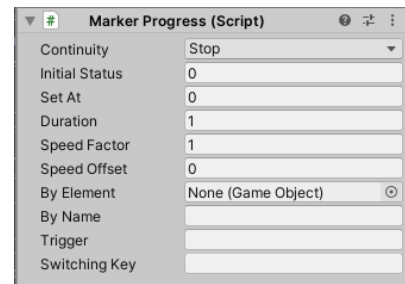 Marker Progress (Script)
Continuity Stop
Initial Status 0
Set At 0
Duration 1
Speed Factor 1
Speed Offset 0
By Element None (Game Object)
By Name
Trigger
Switching Key